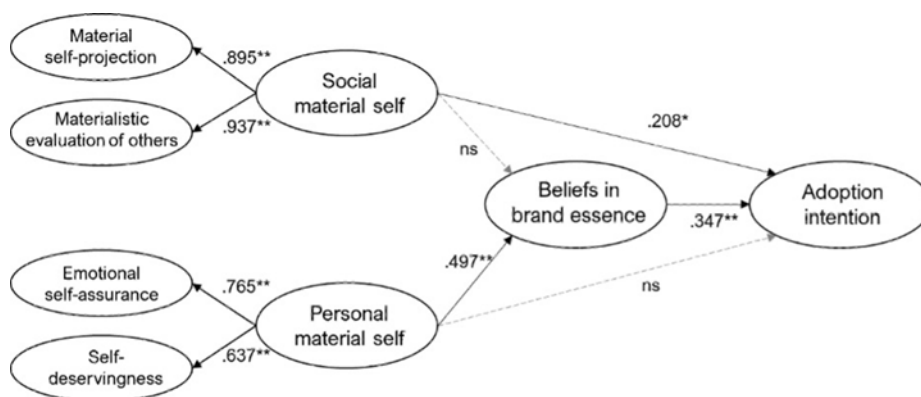 Material
self-projection
.895**
Social
material self
Materialistic
evaluation of others
.937**
.208*
ns
Beliefs in
brand essence
Adoption
intention
.347**
.497**
Emotional
self-assurance
.765**
ns
Personal
material self
.637**
Self-
deservingness